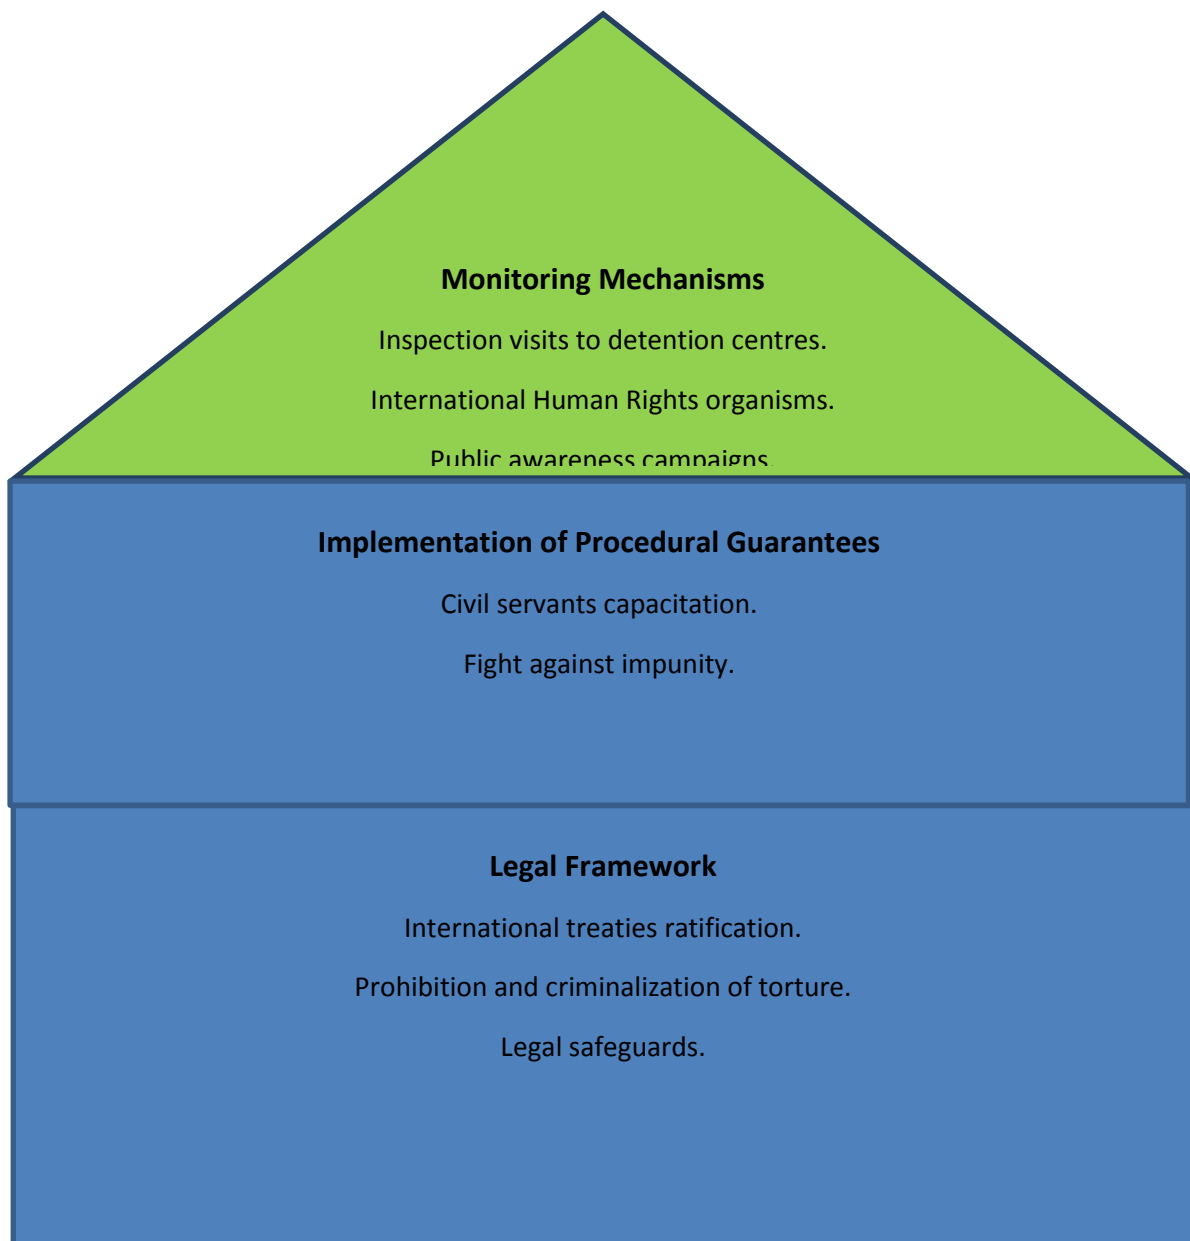 Monitoring Mechanisms
Inspection visits to detention centres.
International Human Rights organisms.
Public awareness campaigns.
Implementation of Procedural Guarantees
Civil servants capacitation.
Fight against impunity.
Legal Framework
International treaties ratification.
Prohibition and criminalization of torture.
Legal safeguards.